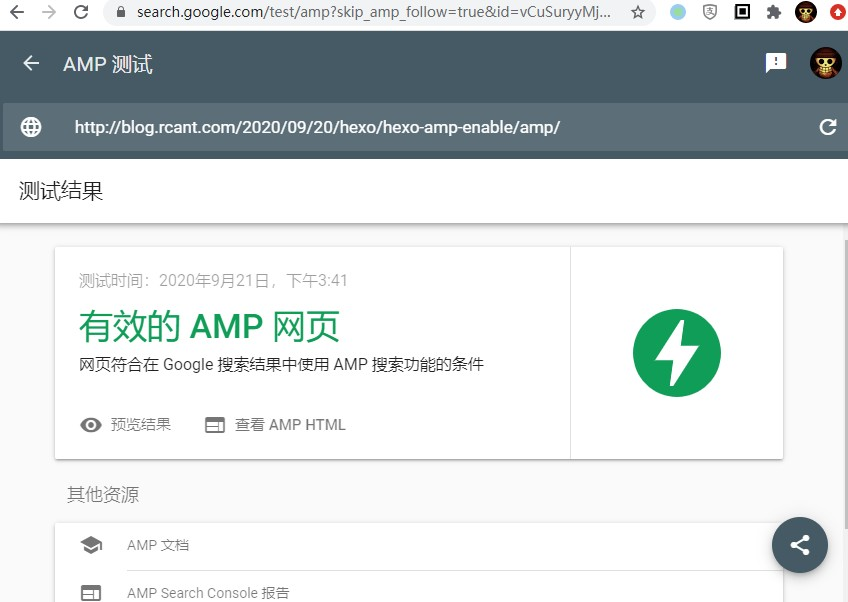 search.google.com/test/amp?skip_amp_follow=true&id=vCuSuryyMj...
AMP 测试
http://blog.rcant.com/2020/09/20/hexo/hexo-amp-enable/amp/
测试结果
测试时间：2020年9月21日，下午3:41
有效的 AMP 网页
网页符合在 Google 搜索结果中使用 AMP 搜索功能的条件
预览结果 查看 AMP HTML
其他资源
AMP 文档
AMP Search Console 报告